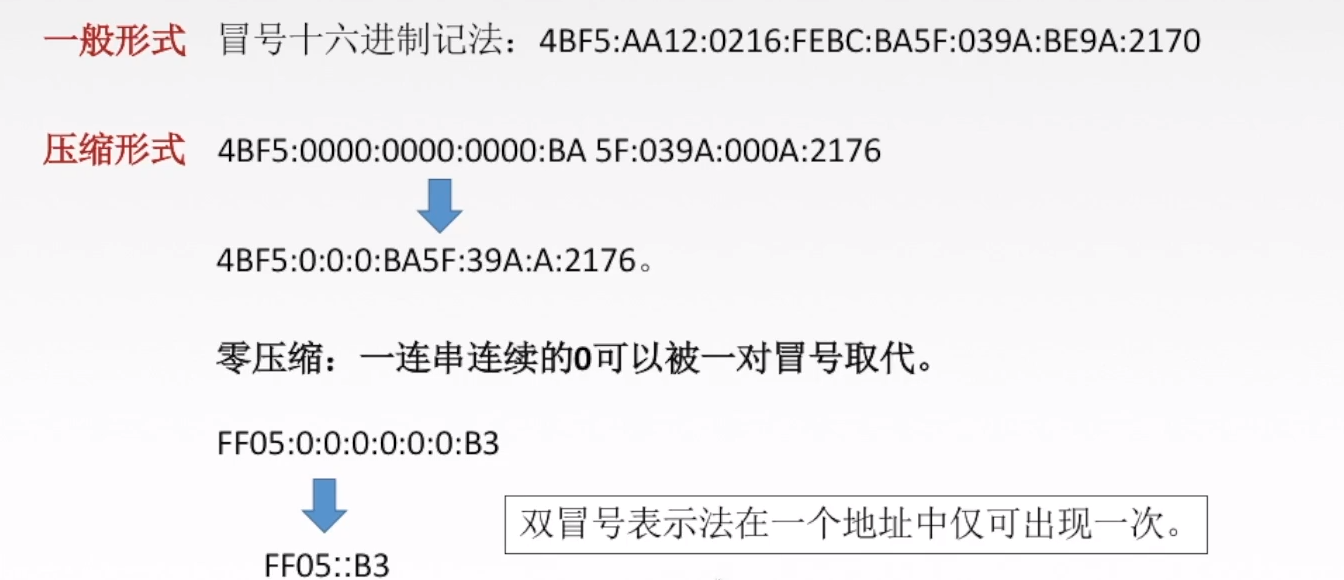 一般形式 冒号十六进制记法：4BF5:AA12:0216:FEBC:BA5F:039A:BE9A:2170
压缩形式 4BF5:0000:0000:0000:BA 5F:039A:000A:2176
4BF5:0:0:0:BA5F:39A:A:2176。
零压缩：一连串连续的0可以被一对冒号取代。
FF05:0:0:0:0:0:0:B3
双冒号表示法在一个地址中仅可出现一次。
FF05::B3